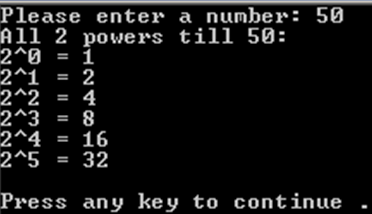 Please enter a number: 50
All 2 powers till 50:
2^0 = 1
2^1 = 2
2^2 = 4
2^3 = 8
2^4 = 16
2^5 = 32
Press any key to continue .